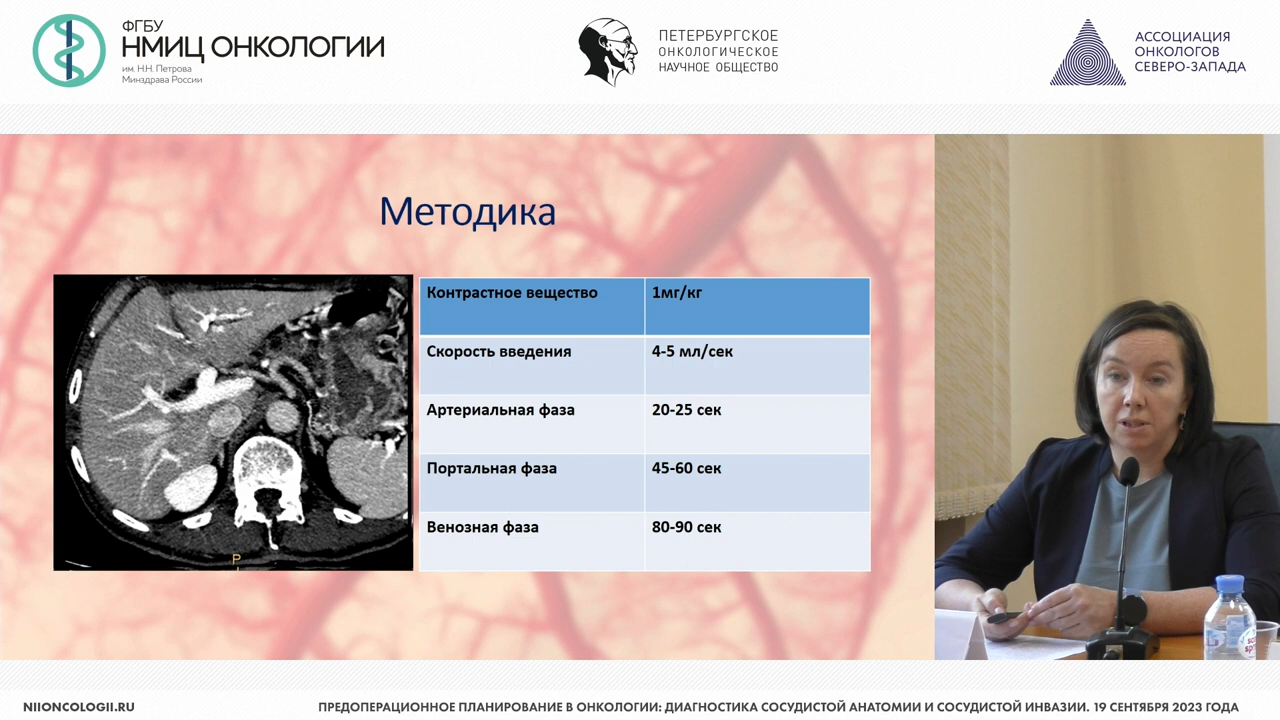 ФГБУ
НМИЦ ОНКОЛОГИИ
им. Н.Н. Петрова
Минздрава России
ПЕТЕРБУРГСКОЕ
ОНКОЛОГИЧЕСКОЕ
НАУЧНОЕ ОБЩЕСТВО
АССОЦИАЦИЯ
ОНКОЛОГОВ
СЕВЕРО-ЗАПАДА
Методика
Контрастное вещество 1мг/кг
Скорость введения 4-5 мл/сек
Артериальная фаза 20-25 сек
Портальная фаза 45-60 сек
Венозная фаза 80-90 сек
P
NIIONCOLOGII.RU
ПРЕДОПЕРАЦИОННОЕ ПЛАНИРОВАНИЕ В ОНКОЛОГИИ: ДИАГНОСТИКА СОСУДИСТОЙ АНАТОМИИ И СОСУДИСТОЙ ИНВАЗИИ. 19 СЕНТЯБРЯ 2023 ГОДА